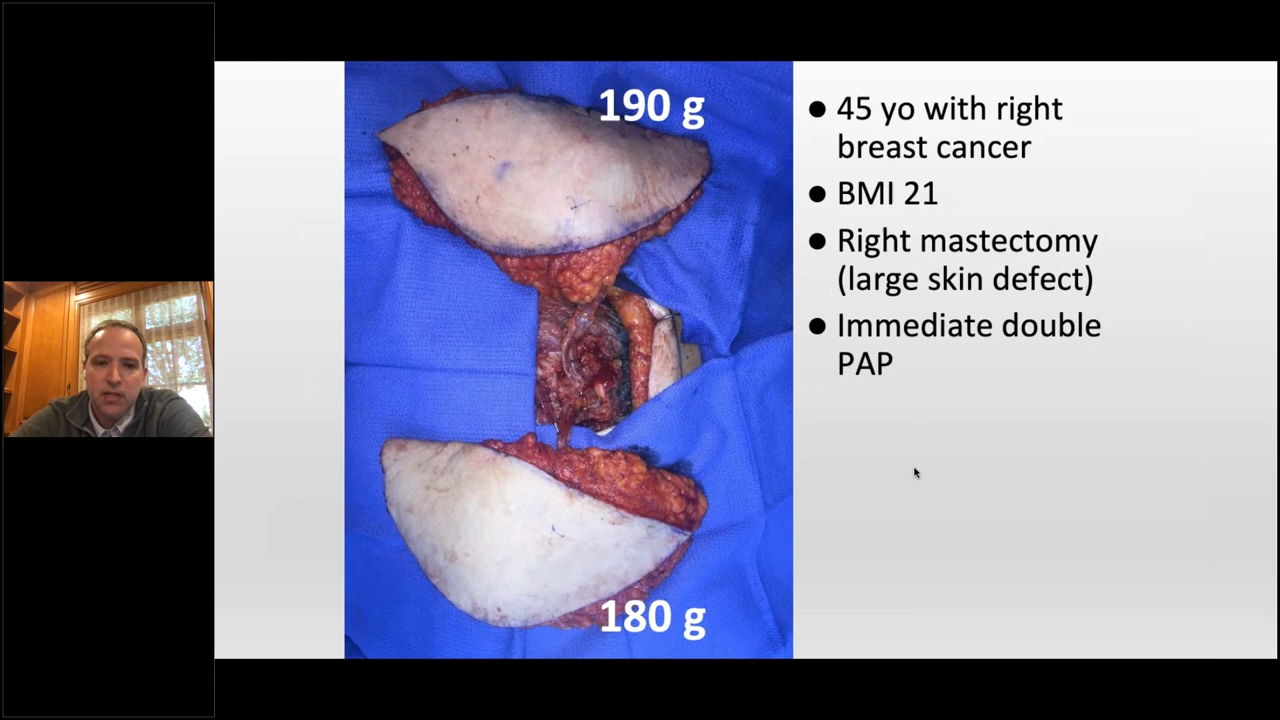 190 g
180 g
● 45 yo with right
breast cancer
● BMI 21
● Right mastectomy
(large skin defect)
● Immediate double
PAP